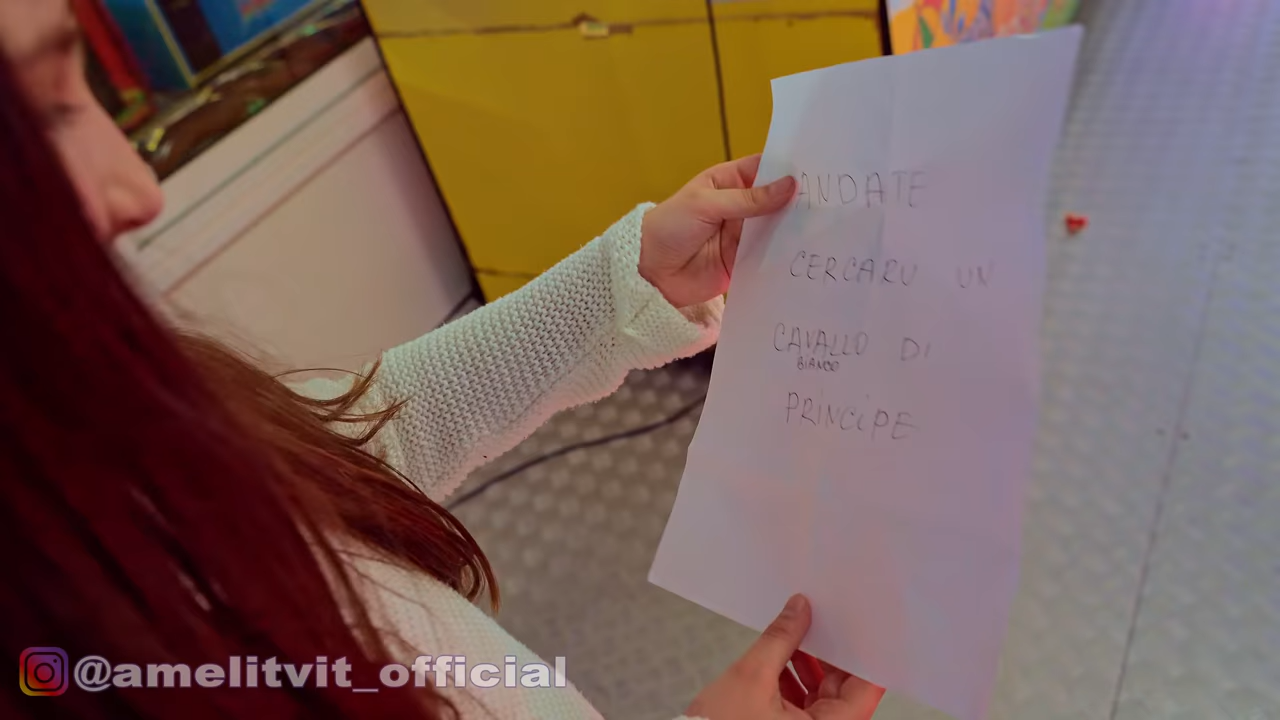 ANDATE
CERCARU UN
CAVALLO DI
BIANCO
PRINCIPE
@amelitvit_official